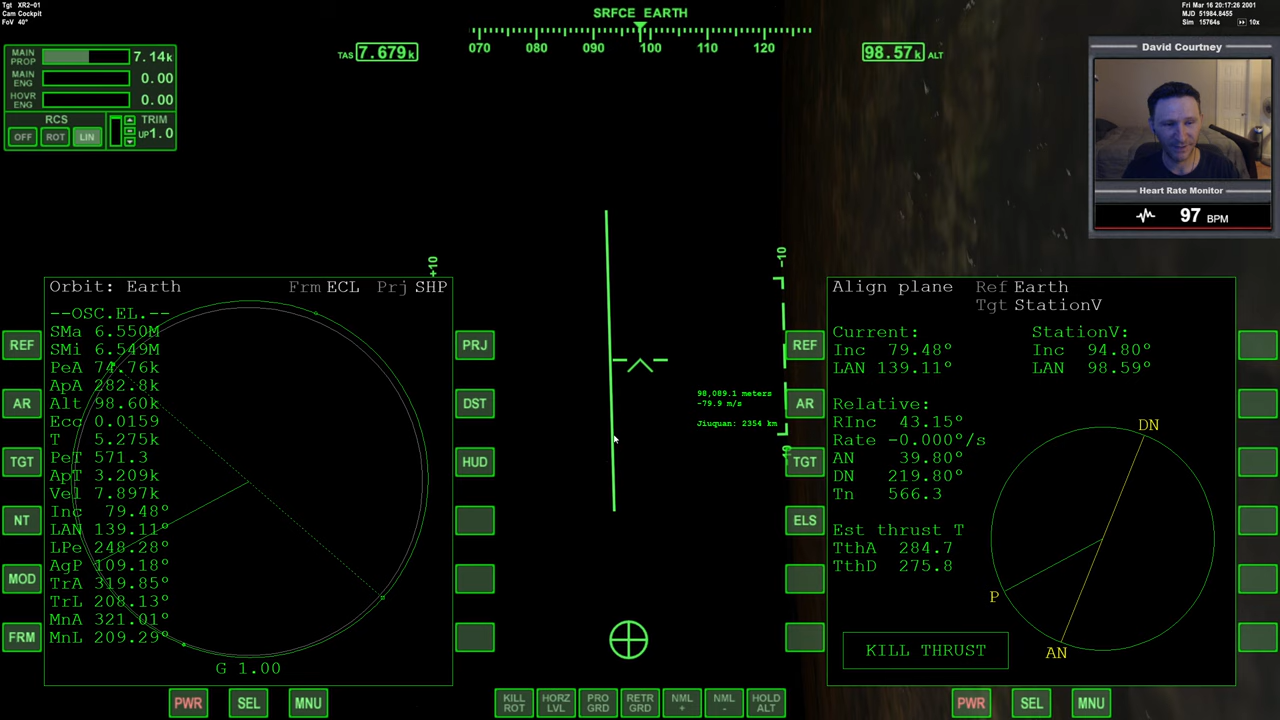 Tgt XR2-01
Cam Cockpit
FoV 40°
SRFCE EARTH
Fri Mar 16 20:17:26 2001
MJD 51984.8455
Sim 15764s 10x
070 080 090 100 110 120
MAIN PROP 7.14k
MAIN ENG 0.00
HOVR ENG 0.00
RCS
TRIM
OFF ROT LIN
UP 1.0
TAS 7.679k
98.57k ALT
David Courtney
Heart Rate Monitor
97 BPM
+10
-10
98,089.1 meters
-79.9 m/s
Jiuquan: 2354 km
Orbit: Earth Frm ECL Prj SHP
--OSC.EL.--
SMa 6.550M
SMi 6.549M
PeA 74.76k
ApA 282.8k
Alt 98.60k
Ecc 0.0159
T 5.275k
PeT 571.3
ApT 3.209k
Vel 7.897k
Inc 79.48°
LAN 139.11°
LPe 248.28°
AgP 109.18°
TrA 319.85°
TrL 208.13°
MnA 321.01°
MnL 209.29°
G 1.00
REF
AR
TGT
NT
MOD
FRM
PRJ
DST
HUD
PWR SEL MNU
KILL ROT
HORZ LVL
PRO GRD
RETR GRD
NML +
NML -
HOLD ALT
Align plane Ref Earth
Tgt StationV
Current: StationV:
Inc 79.48° Inc 94.80°
LAN 139.11° LAN 98.59°
Relative:
RInc 43.15°
Rate -0.000°/s
AN 39.80°
DN 219.80°
Tn 566.3
Est thrust T
TthA 284.7
TthD 275.8
DN
P
AN
KILL THRUST
REF
AR
TGT
ELS
PWR SEL MNU